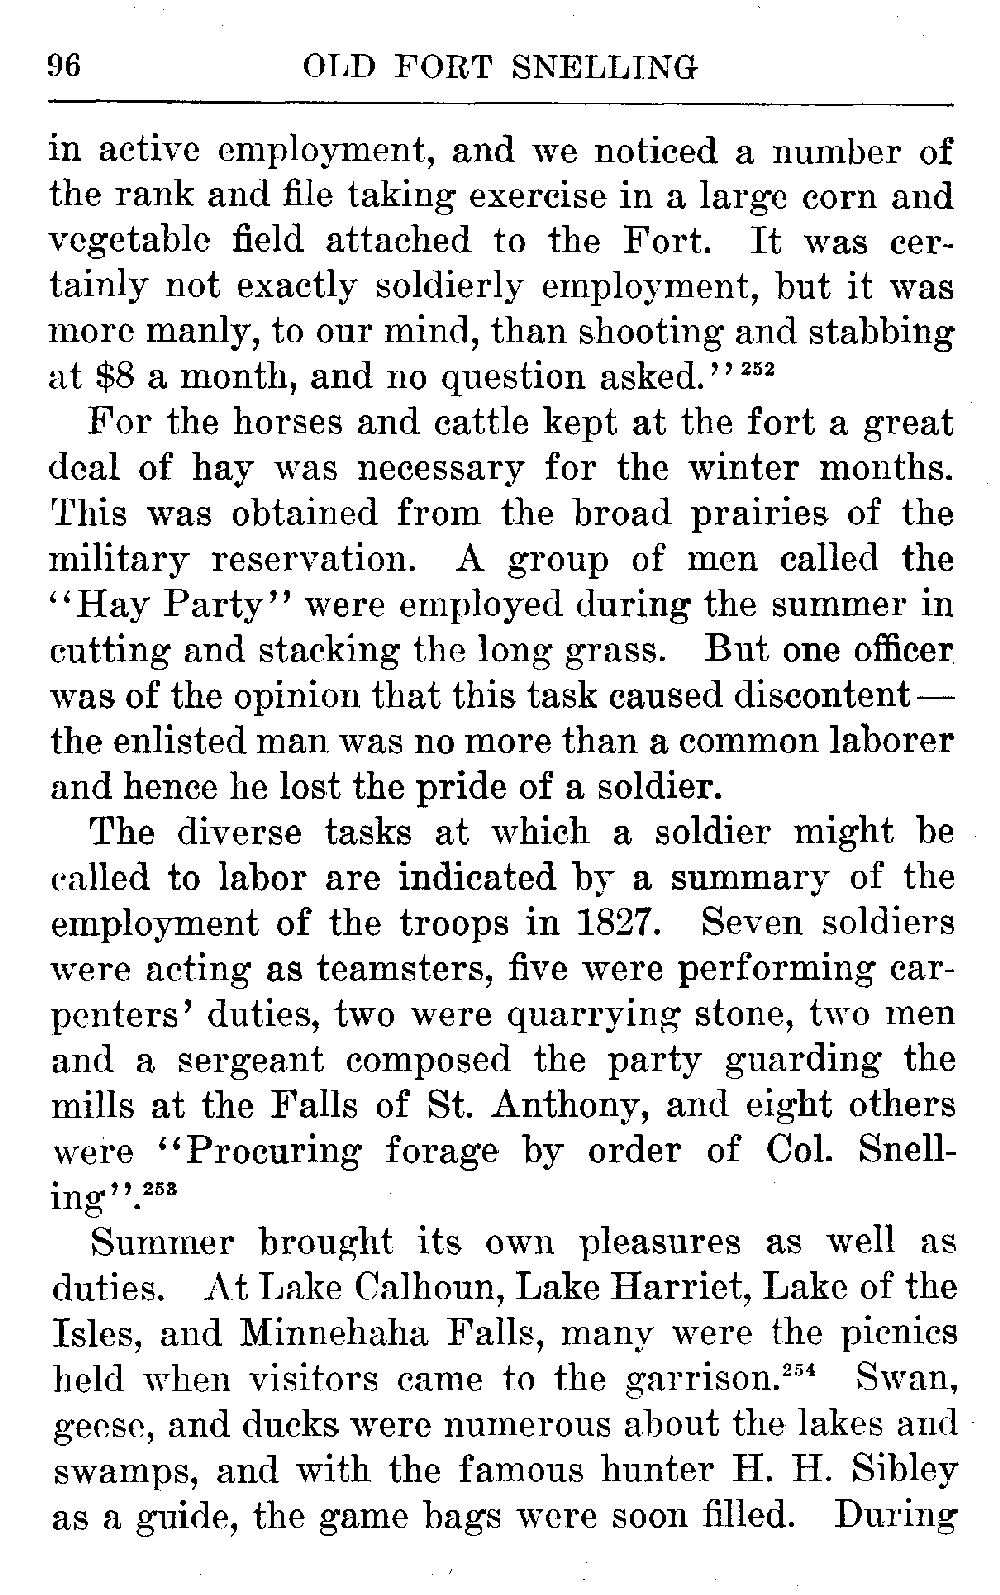 96 OLD FORT SNELLING
in active employment, and we noticed a number of
the rank and file taking exercise in a large corn and
vegetable field attached to the Fort. It was cer-
tainly not exactly soldierly employment, but it was
more manly, to our mind, than shooting and stabbing
at $8 a month, and no question asked.'' 252
For the horses and cattle kept at the fort a great
deal of hay was necessary for the winter months.
This was obtained from the broad prairies of the
military reservation. A group of men called the
“Hay Party” were employed during the summer in
cutting and stacking the long grass. But one officer
was of the opinion that this task caused discontent—
the enlisted man was no more than a common laborer
and hence he lost the pride of a soldier.
The diverse tasks at which a soldier might be
called to labor are indicated by a summary of the
employment of the troops in 1827. Seven soldiers
were acting as teamsters, five were performing car-
penters’ duties, two were quarrying stone, two men
and a sergeant composed the party guarding the
mills at the Falls of St. Anthony, and eight others
were “Procuring forage by order of Col. Snell-
ing”.253
Summer brought its own pleasures as well as
duties. At Lake Calhoun, Lake Harriet, Lake of the
Isles, and Minnehaha Falls, many were the picnics
held when visitors came to the garrison.254 Swan,
geese, and ducks were numerous about the lakes and
swamps, and with the famous hunter H. H. Sibley
as a guide, the game bags were soon filled. During